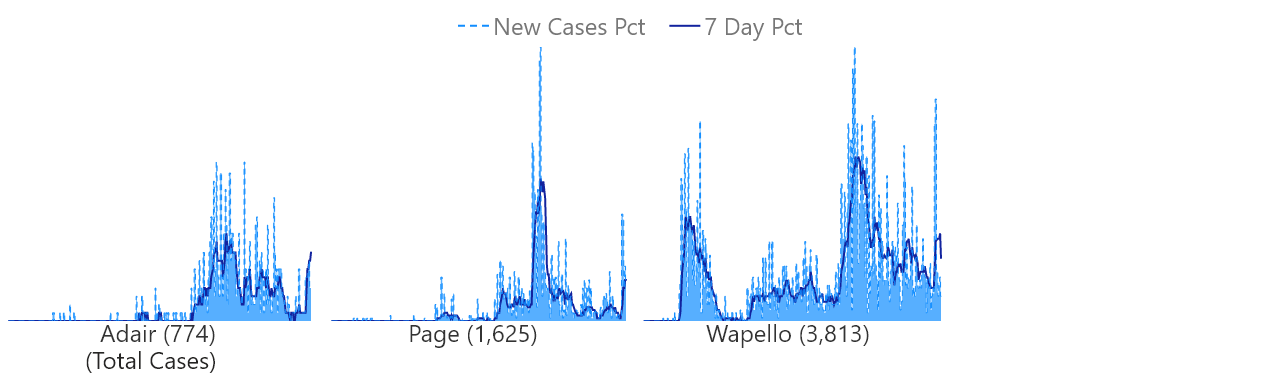 New Cases Pct 7 Day Pct
Adair (774) Page (1,625) Wapello (3,813)
(Total Cases)